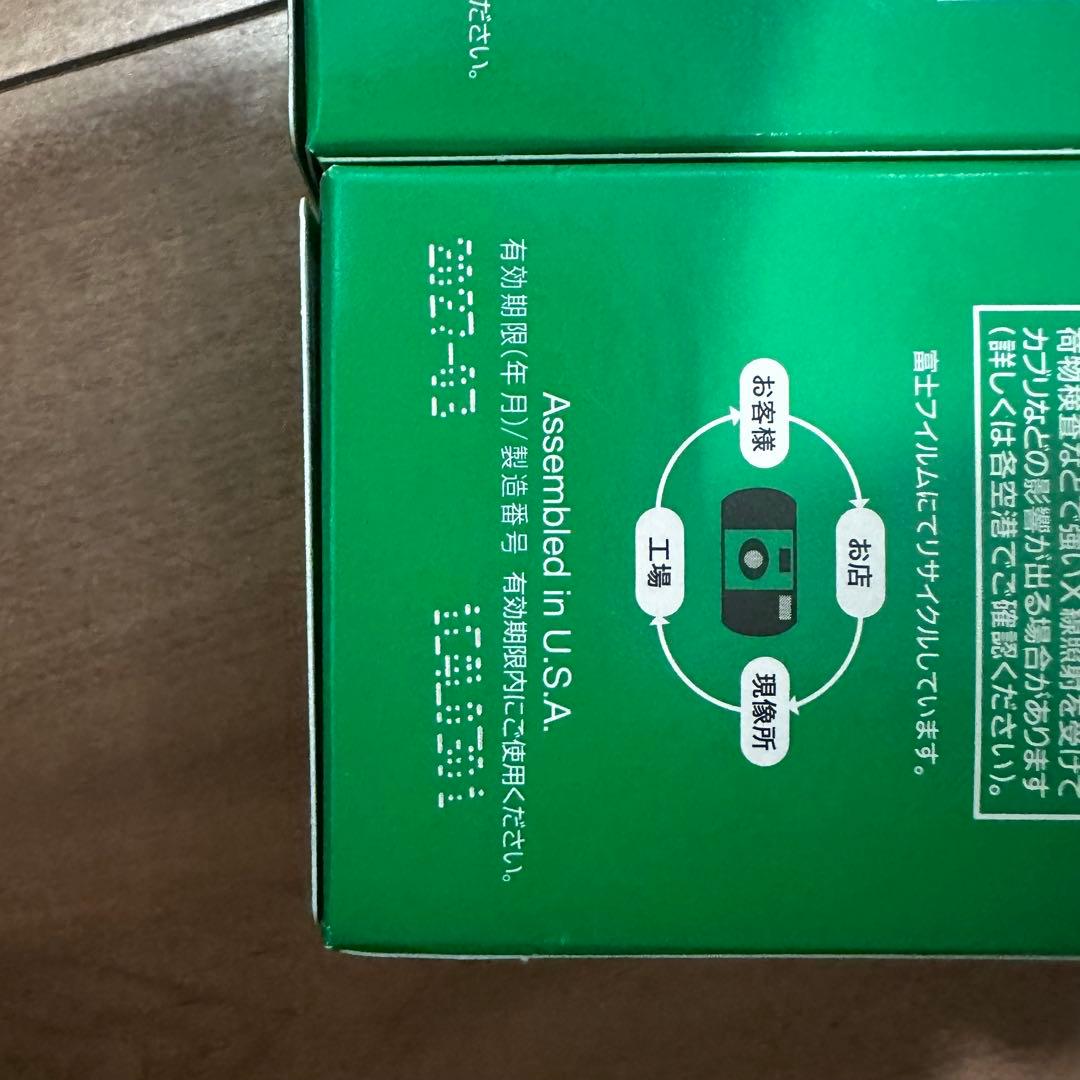 ださい。
荷物検査などで強いX線照射を受けて
カブリなどの影響が出る場合があります
(詳しくは各空港でご確認ください)。
富士フイルムにてリサイクルしています。
お客様
お店
工場
現像所
Assembled in U.S.A.
有効期限(年月)/製造番号 有効期限内にご使用ください。